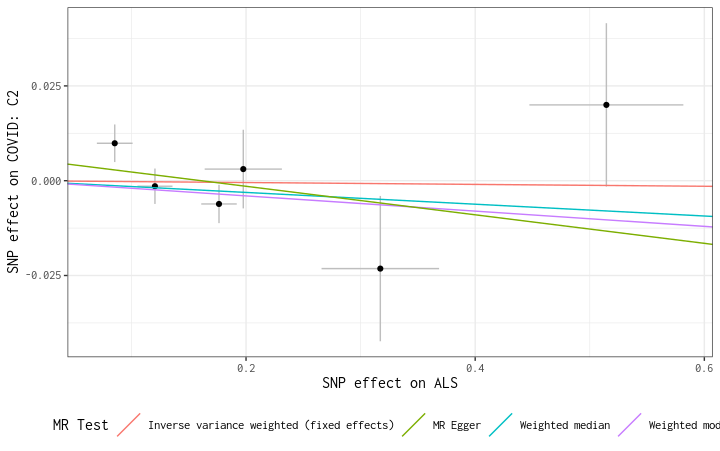 SNP effect on COVID: C2
0.025
0.000
-0.025
0.2
0.4
0.6
SNP effect on ALS
MR Test
Inverse variance weighted (fixed effects)
MR Egger
Weighted median
Weighted mod